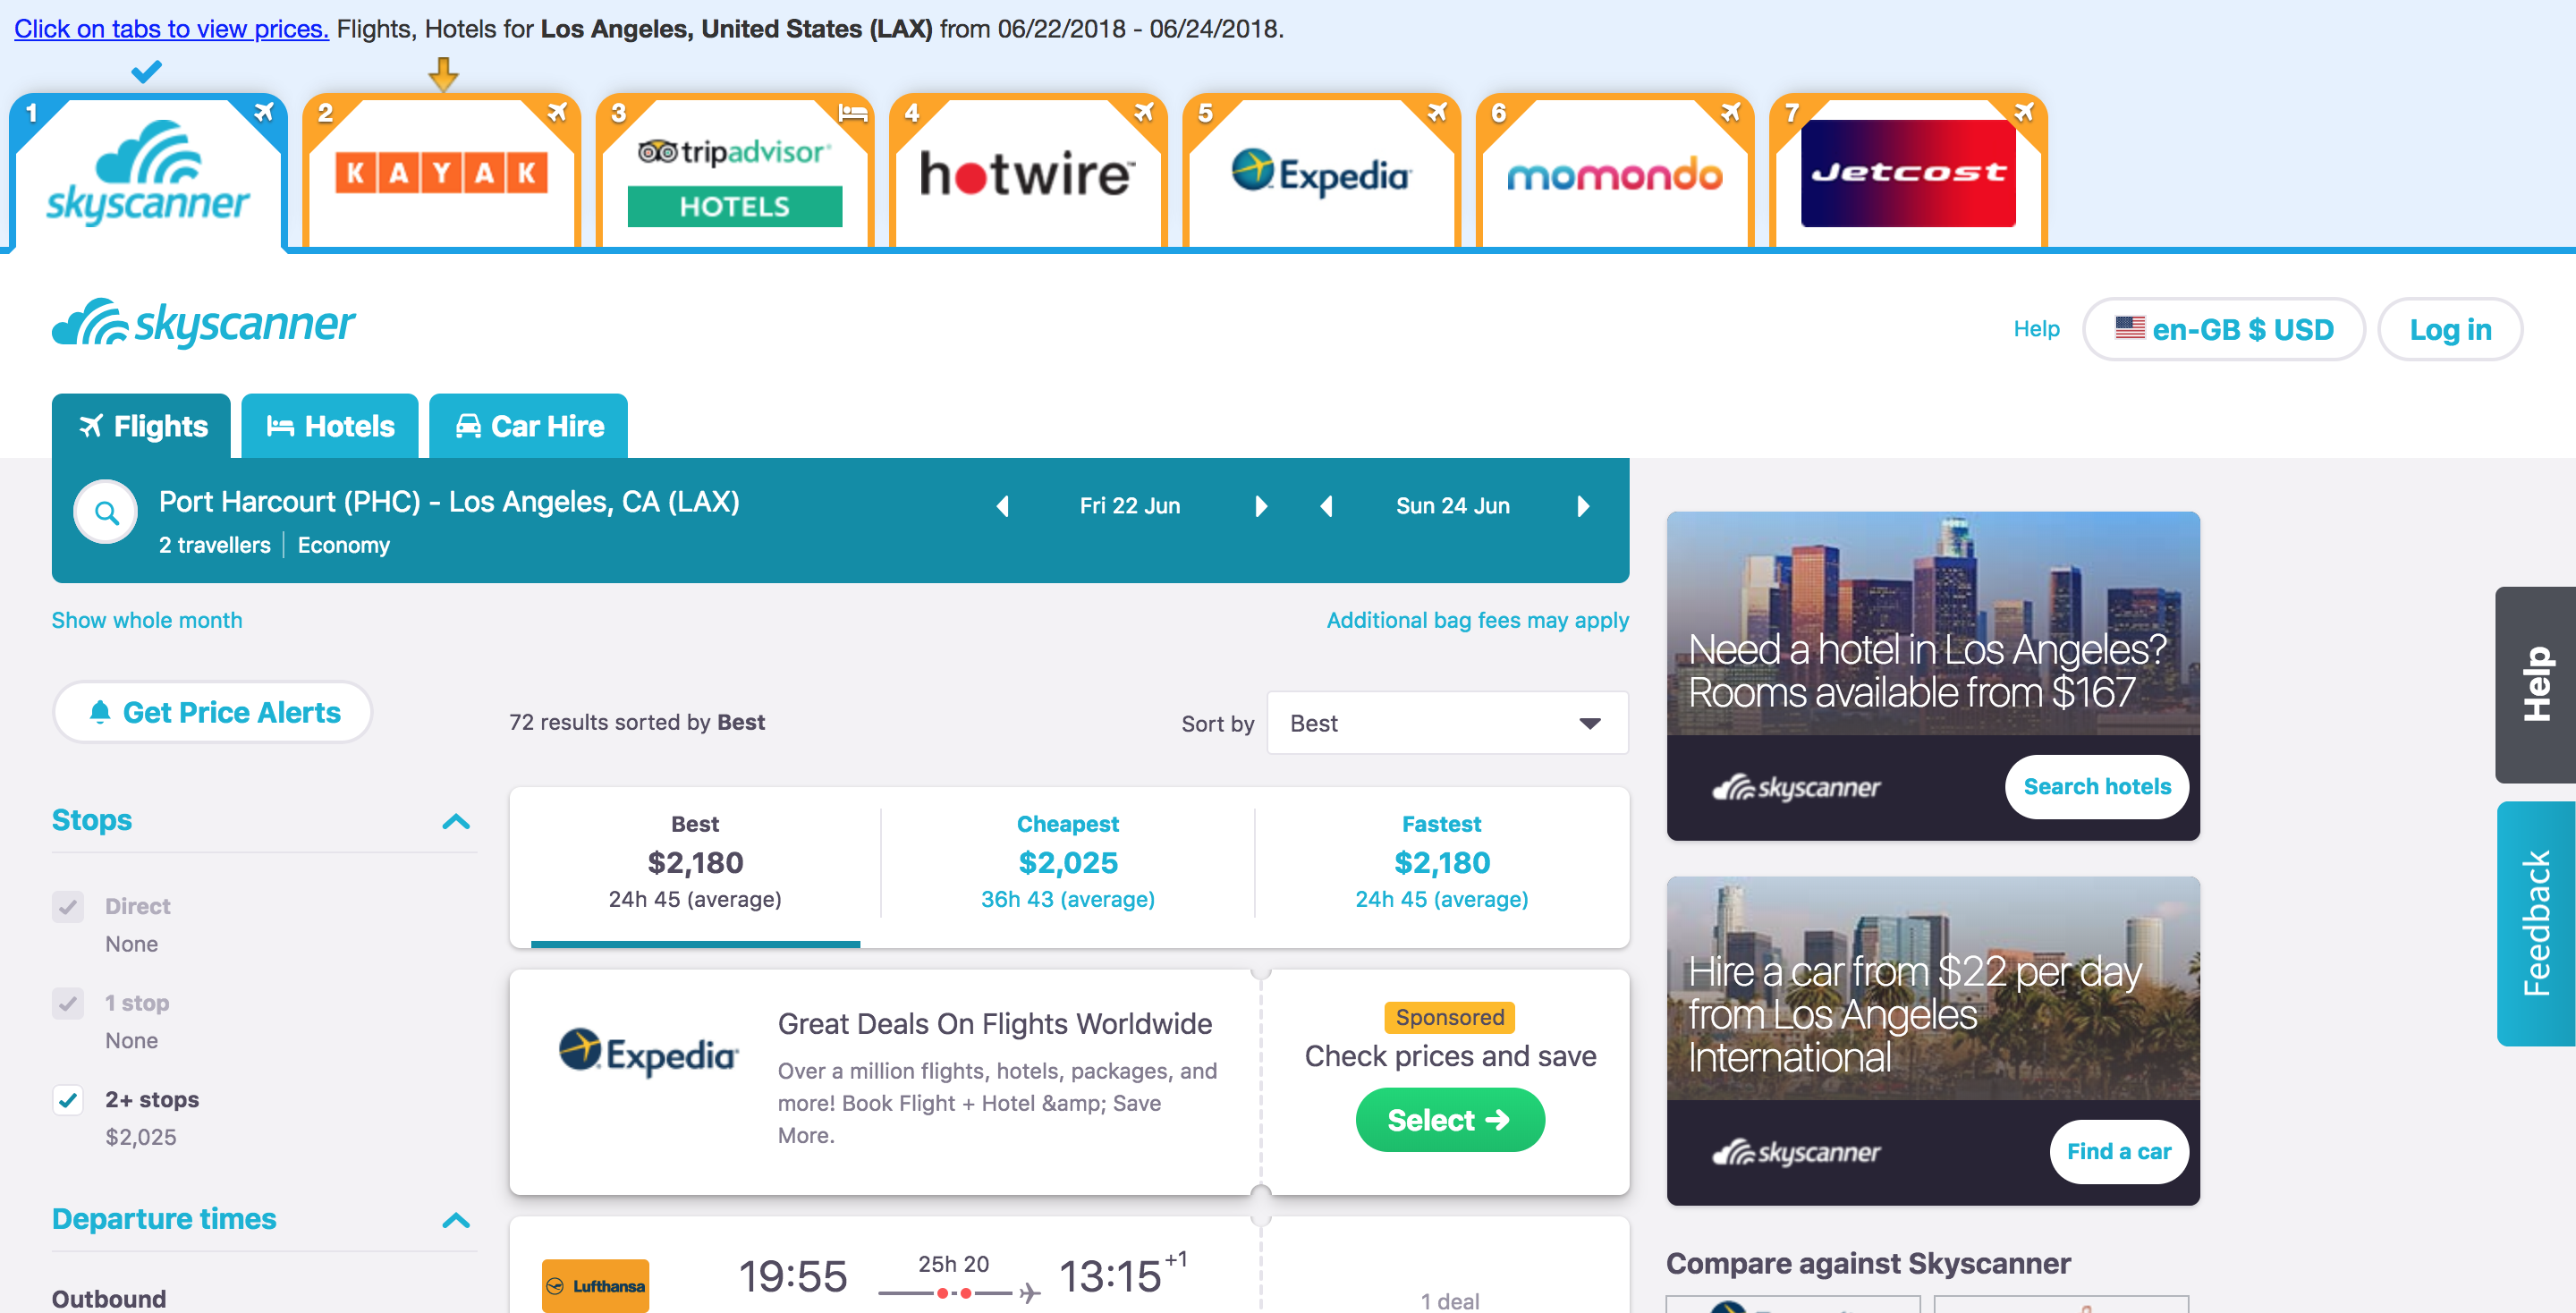 Click on tabs to view prices. Flights, Hotels for Los Angeles, United States (LAX) from 06/22/2018 - 06/24/2018.
1
skyscanner
2
KAYAK
3
tripadvisor
HOTELS
4
hotwire
5
Expedia
6
momondo
7
Jetcost
skyscanner
Help
en-GB $ USD
Log in
Flights
Hotels
Car Hire
Port Harcourt (PHC) - Los Angeles, CA (LAX)
2 travellers
Economy
Fri 22 Jun
Sun 24 Jun
Show whole month
Additional bag fees may apply
Get Price Alerts
72 results sorted by Best
Sort by
Best
Stops
Direct
None
1 stop
None
2+ stops
$2,025
Departure times
Outbound
Best
$2,180
24h 45 (average)
Cheapest
$2,025
36h 43 (average)
Fastest
$2,180
24h 45 (average)
Expedia
Great Deals On Flights Worldwide
Over a million flights, hotels, packages, and
more! Book Flight + Hotel &amp; Save
More.
Sponsored
Check prices and save
Select
Lufthansa
19:55
25h 20
13:15 +1
1 deal
Need a hotel in Los Angeles?
Rooms available from $167
skyscanner
Search hotels
Hire a car from $22 per day
from Los Angeles
International
skyscanner
Find a car
Compare against Skyscanner
Help
Feedback